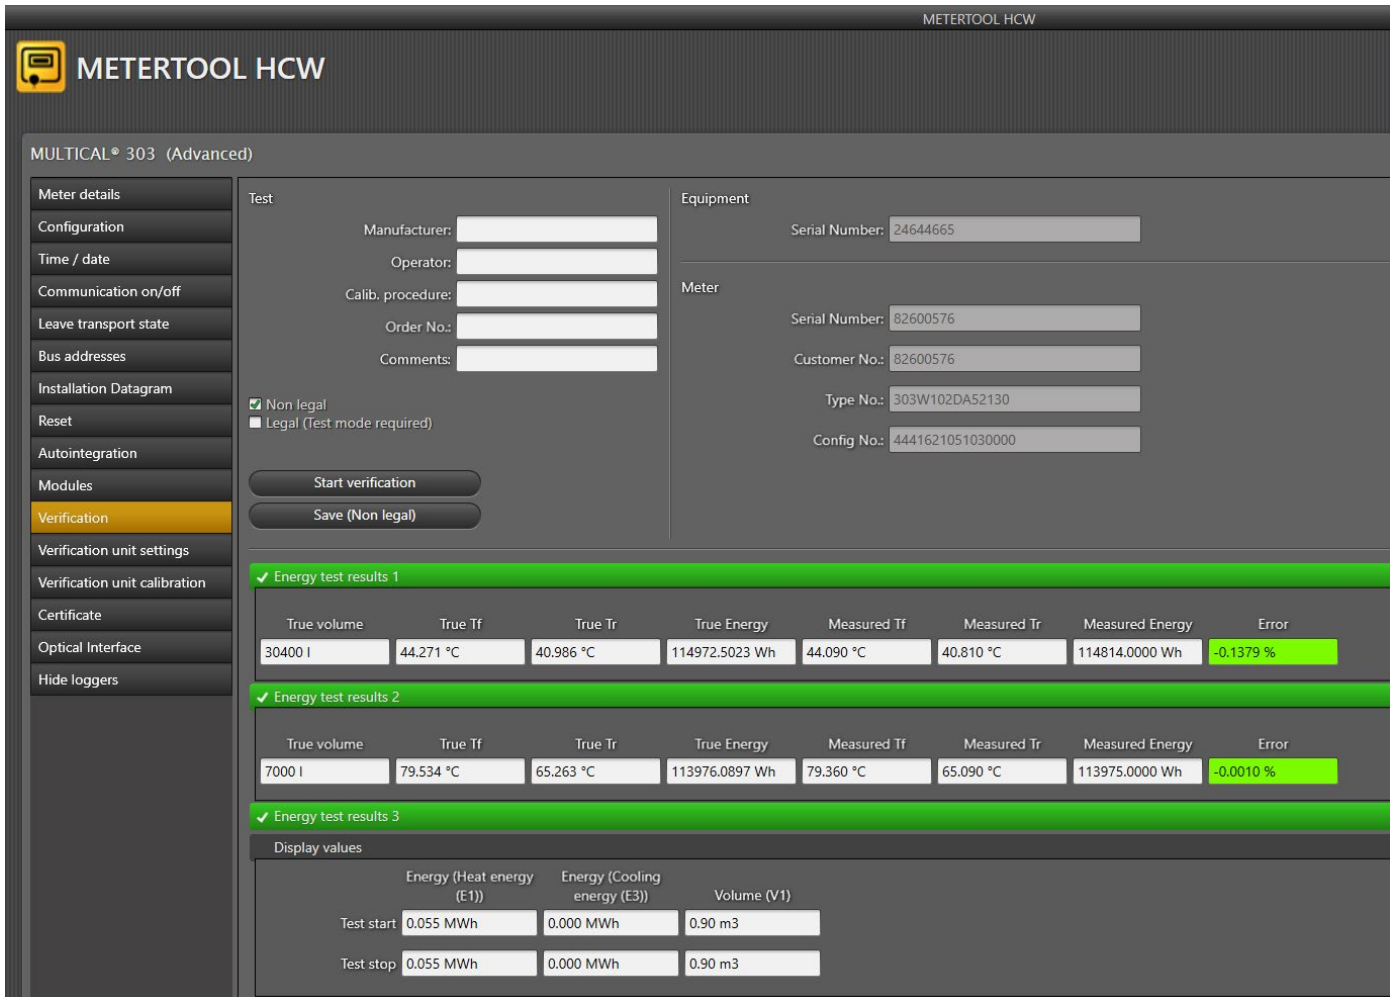 METERTOOL HCW
METERTOOL HCW
MULTICAL® 303 (Advanced)
Meter details
Configuration
Time / date
Communication on/off
Leave transport state
Bus addresses
Installation Datagram
Reset
Autointegration
Modules
Verification
Verification unit settings
Verification unit calibration
Certificate
Optical Interface
Hide loggers
Test
Manufacturer:
Operator:
Calib. procedure:
Order No.:
Comments:
Non legal
Legal (Test mode required)
Start verification
Save (Non legal)
Equipment
Serial Number: 24644665
Meter
Serial Number: 82600576
Customer No.: 82600576
Type No.: 303W102DA52130
Config No.: 4441621051030000
Energy test results 1
True volume True Tf True Tr True Energy Measured Tf Measured Tr Measured Energy Error
30400 l 44.271 °C 40.986 °C 114972.5023 Wh 44.090 °C 40.810 °C 114814.0000 Wh -0.1379 %
Energy test results 2
True volume True Tf True Tr True Energy Measured Tf Measured Tr Measured Energy Error
7000 l 79.534 °C 65.263 °C 113976.0897 Wh 79.360 °C 65.090 °C 113975.0000 Wh -0.0010 %
Energy test results 3
Display values
Energy (Heat energy (E1)) Energy (Cooling energy (E3)) Volume (V1)
Test start 0.055 MWh 0.000 MWh 0.90 m3
Test stop 0.055 MWh 0.000 MWh 0.90 m3